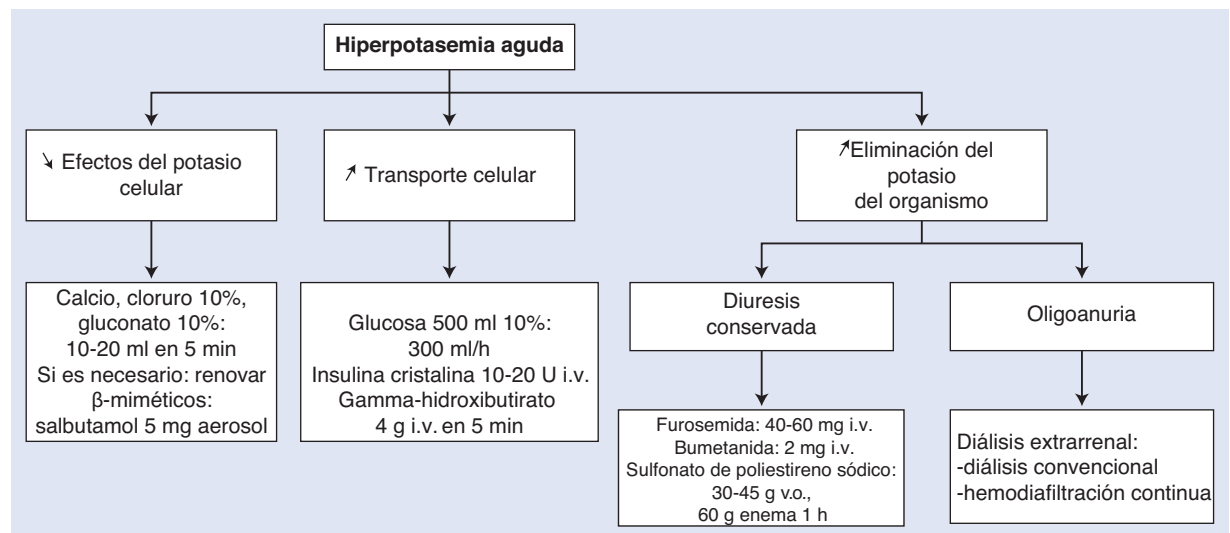 Hiperpotasemia aguda
↘ Efectos del potasio
celular
↗ Transporte celular
↗Eliminación del
potasio
del organismo
Calcio, cloruro 10%,
gluconato 10%:
10-20 ml en 5 min
Si es necesario: renovar
β-miméticos:
salbutamol 5 mg aerosol
Glucosa 500 ml 10%:
300 ml/h
Insulina cristalina 10-20 U i.v.
Gamma-hidroxibutirato
4 g i.v. en 5 min
Diuresis
conservada
Oligoanuria
Furosemida: 40-60 mg i.v.
Bumetanida: 2 mg i.v.
Sulfonato de poliestireno sódico:
30-45 g v.o.,
60 g enema 1 h
Diálisis extrarrenal:
-diálisis convencional
-hemodiafiltración continua